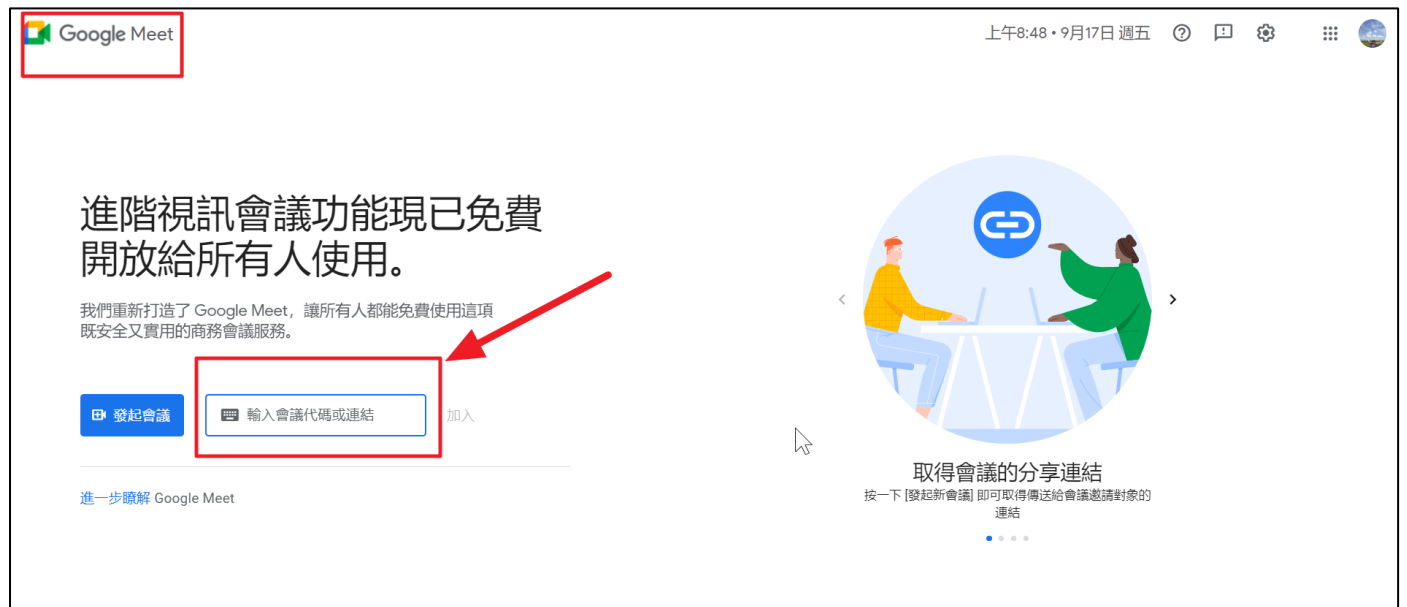 Google Meet
上午8:48 • 9月17日 週五
進階視訊會議功能現已免費
開放給所有人使用。
我們重新打造了 Google Meet，讓所有人都能免費使用這項
既安全又實用的商務會議服務。
發起會議
輸入會議代碼或連結
加入
進一步瞭解 Google Meet
取得會議的分享連結
按一下 [發起新會議] 即可取得傳送給會議邀請對象的
連結